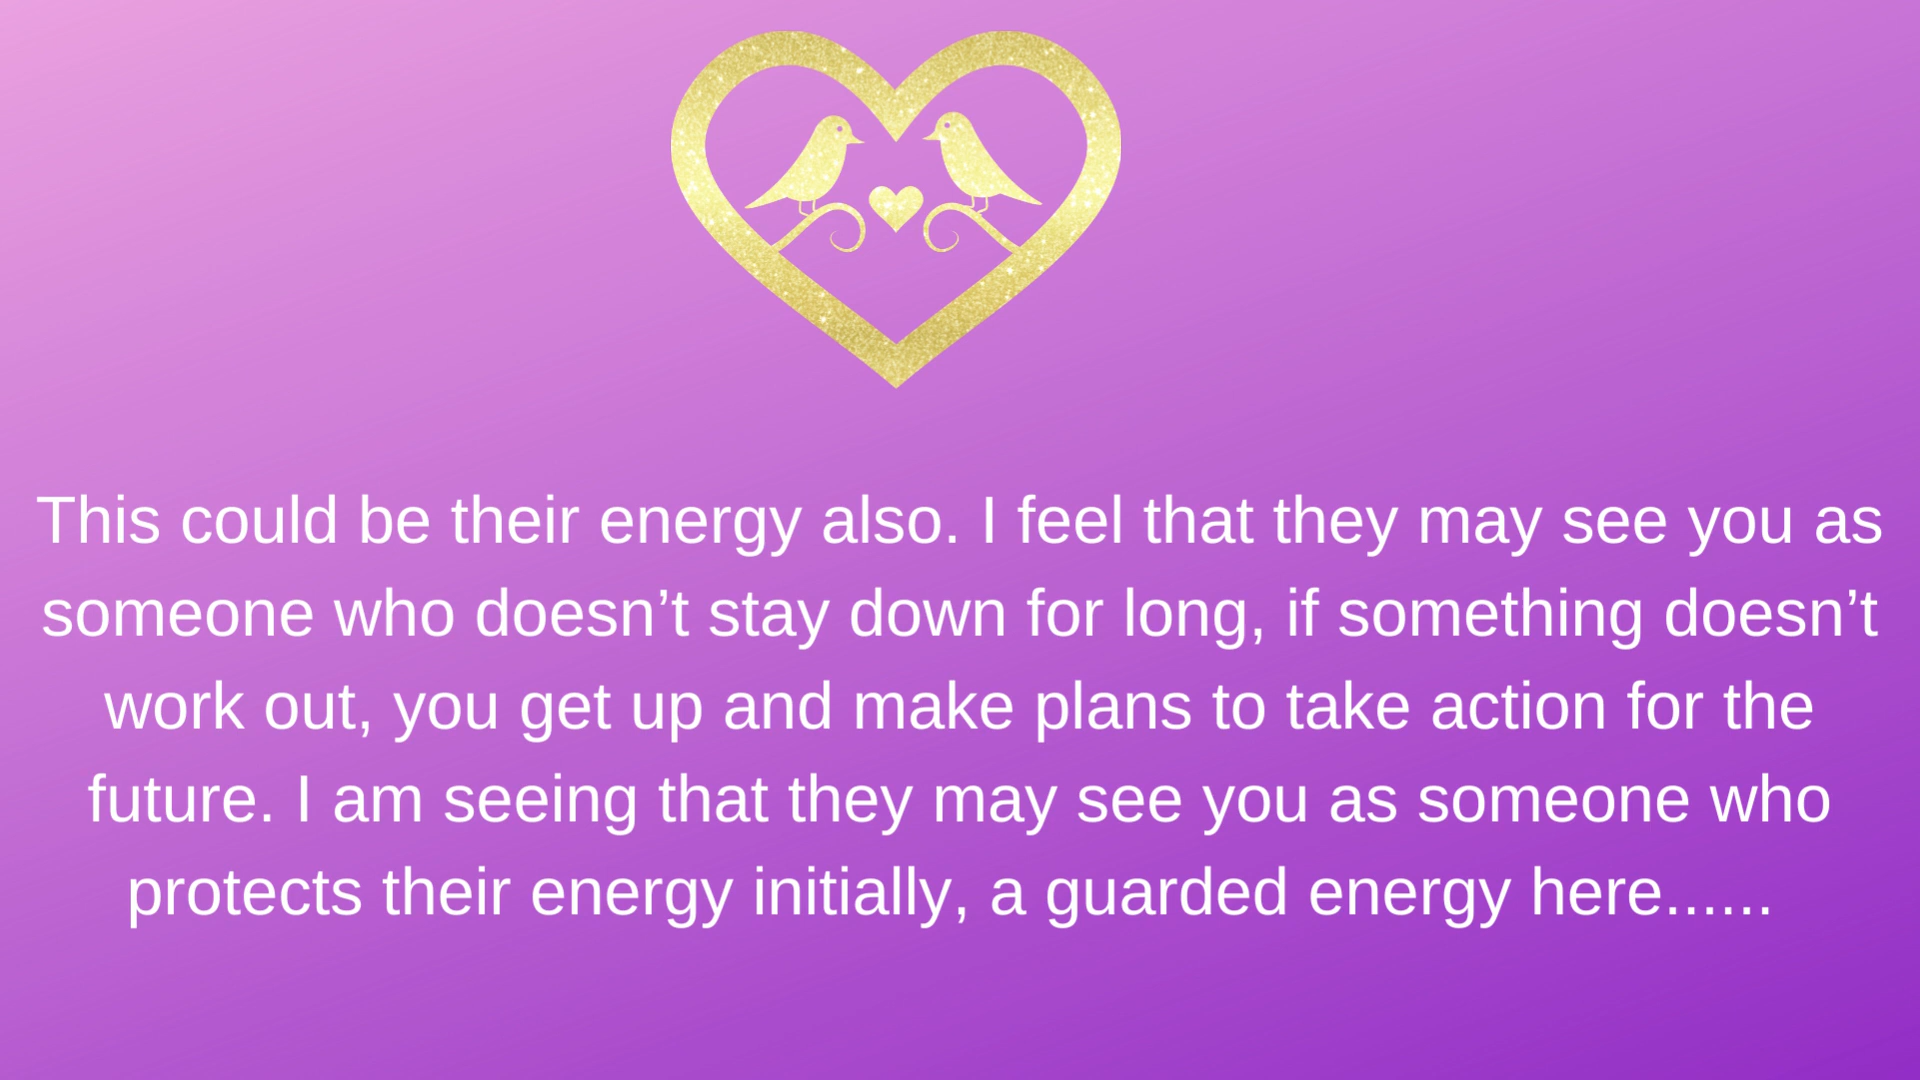 This could be their energy also. I feel that they may see you as
someone who doesn’t stay down for long, if something doesn’t
work out, you get up and make plans to take action for the
future. I am seeing that they may see you as someone who
protects their energy initially, a guarded energy here......